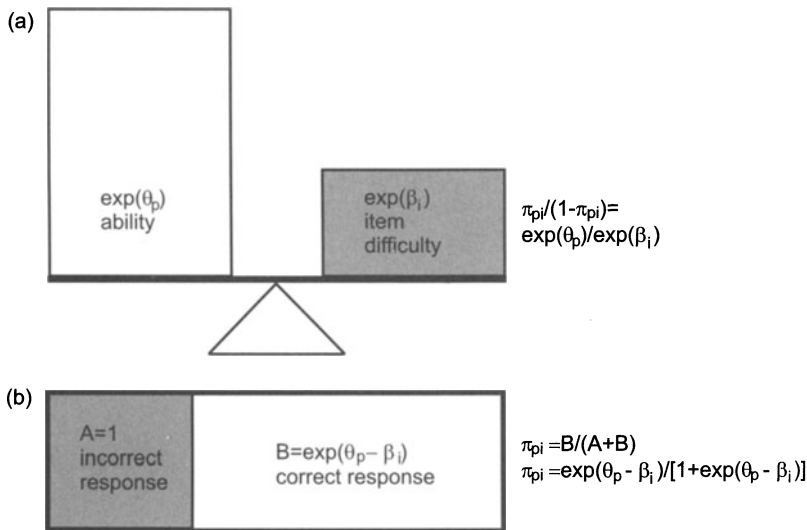 (a)
exp(θp)
ability
exp(βi)
item
difficulty
πpi/(1-πpi)=
exp(θp)/exp(βi)
(b)
A=1
incorrect
response
B=exp(θp– βi)
correct response
πpi =B/(A+B)
πpi =exp(θp - βi)/[1+exp(θp - βi)]